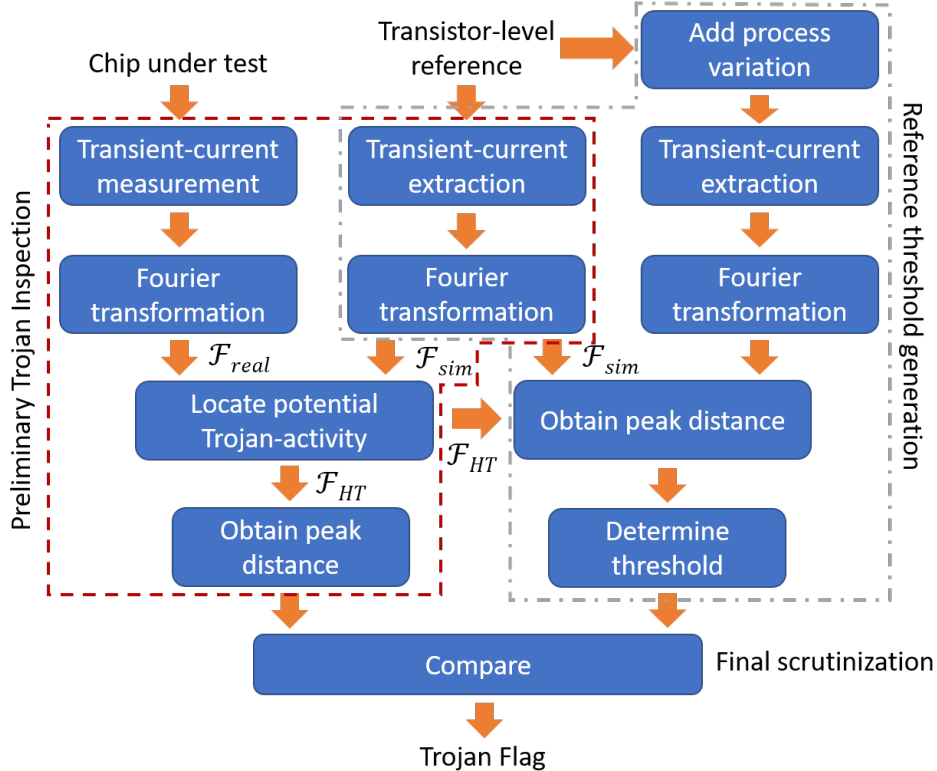 Chip under test
Transistor-level
reference
Add process
variation
Transient-current
measurement
Transient-current
extraction
Transient-current
extraction
Fourier
transformation
Fourier
transformation
Fourier
transformation
ℱreal
ℱsim
ℱsim
Locate potential
Trojan-activity
ℱHT
Obtain peak distance
ℱHT
Obtain peak
distance
Determine
threshold
Preliminary Trojan Inspection
Reference threshold generation
Compare
Final scrutinization
Trojan Flag